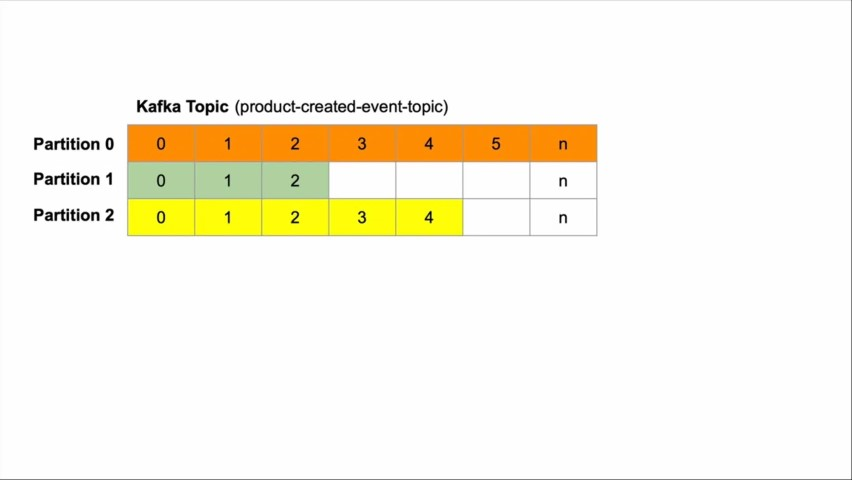 Kafka Topic (product-created-event-topic)
Partition 0 0 1 2 3 4 5 n
Partition 1 0 1 2 n
Partition 2 0 1 2 3 4 n